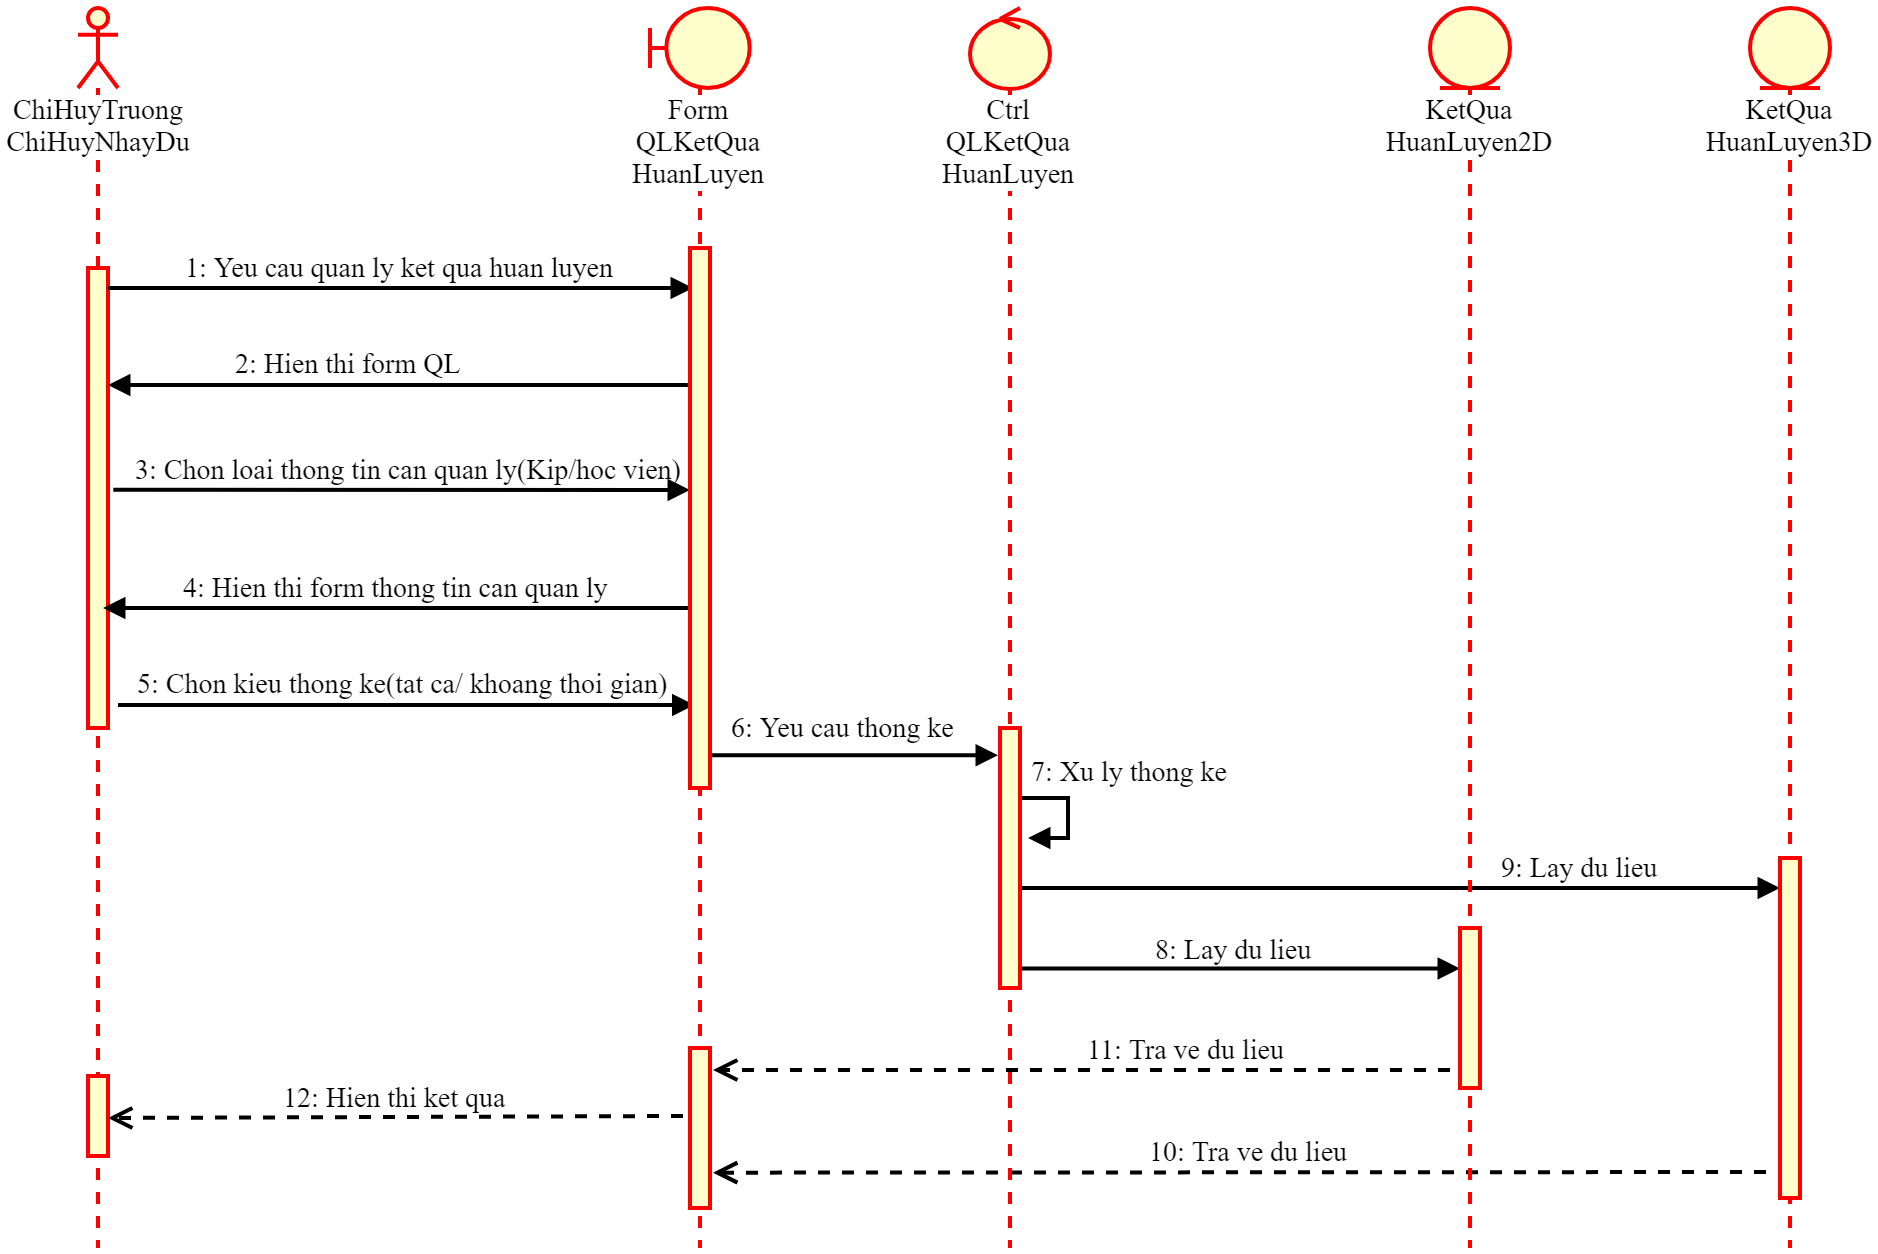 ChiHuyTruong
ChiHuyNhayDu
Form
QLKetQua
HuanLuyen
Ctrl
QLKetQua
HuanLuyen
KetQua
HuanLuyen2D
KetQua
HuanLuyen3D
1: Yeu cau quan ly ket qua huan luyen
2: Hien thi form QL
3: Chon loai thong tin can quan ly(Kip/hoc vien)
4: Hien thi form thong tin can quan ly
5: Chon kieu thong ke(tat ca/ khoang thoi gian)
6: Yeu cau thong ke
7: Xu ly thong ke
9: Lay du lieu
8: Lay du lieu
11: Tra ve du lieu
12: Hien thi ket qua
10: Tra ve du lieu